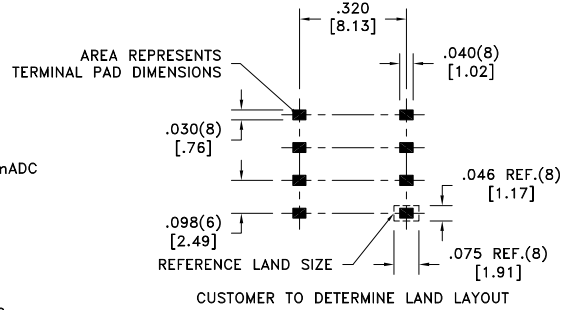 .320
[8.13]
AREA REPRESENTS
TERMINAL PAD DIMENSIONS
.040(8)
[1.02]
.030(8)
[.76]
mADC
.046 REF.(8)
[1.17]
.098(6)
[2.49]
REFERENCE LAND SIZE
.075 REF.(8)
[1.91]
CUSTOMER TO DETERMINE LAND LAYOUT